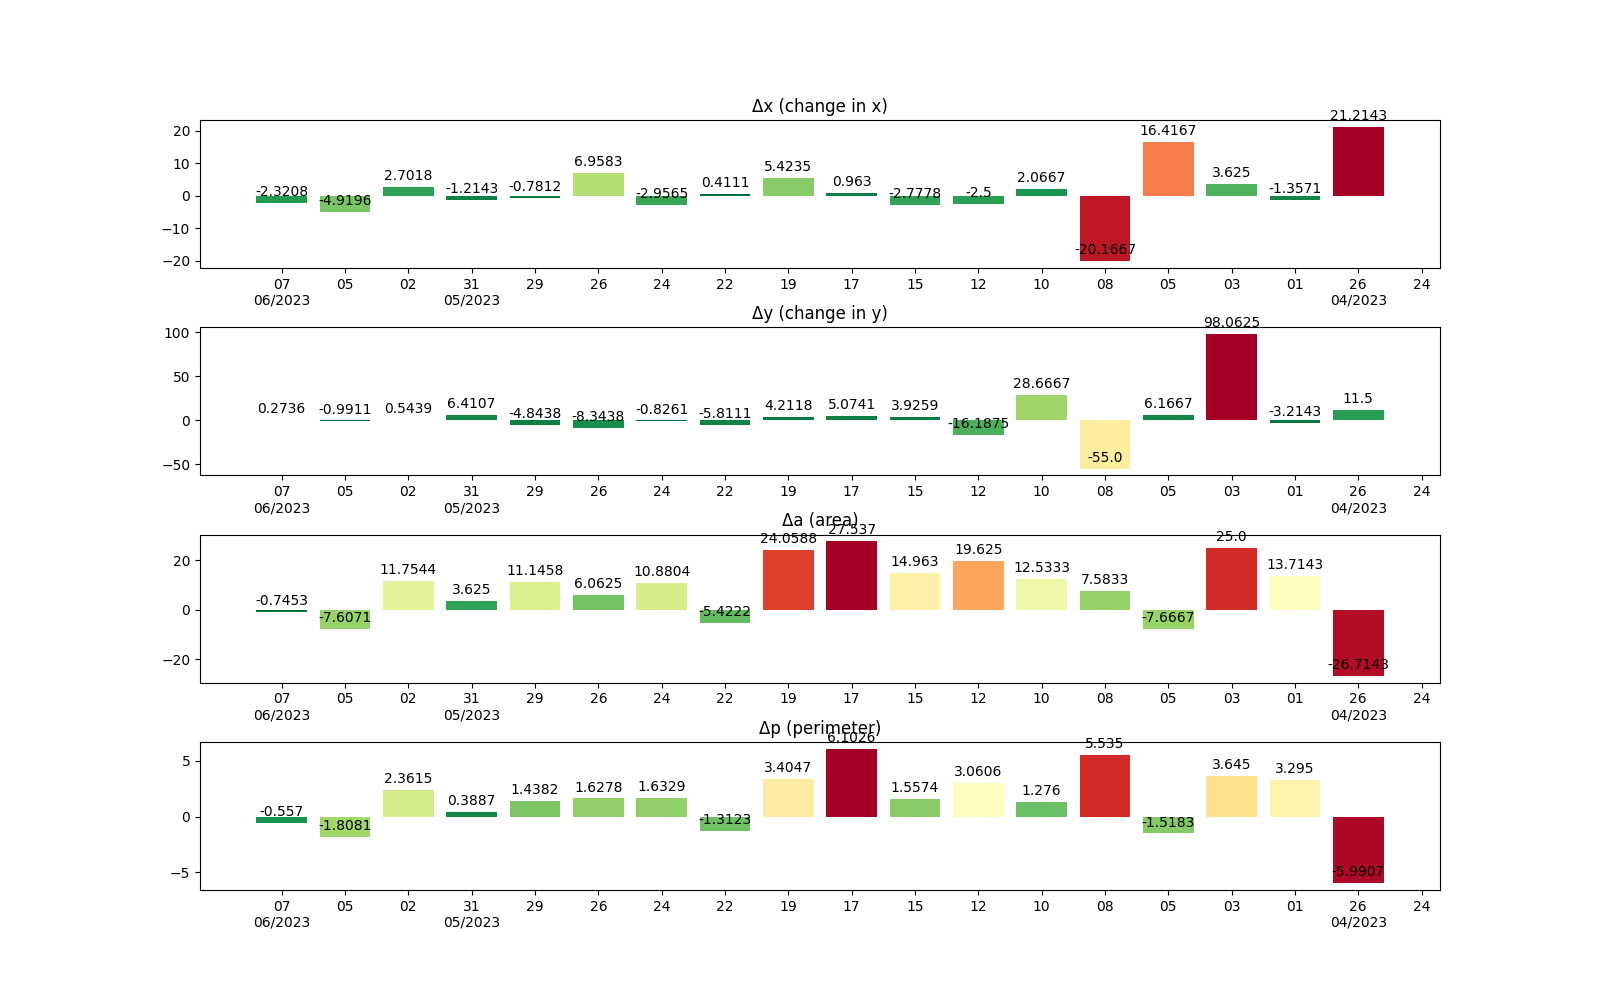 Δx (change in x)
20
10
0
−10
−20
-2.3208 -4.9196 2.7018 -1.2143 -0.7812 6.9583 -2.9565 0.4111 5.4235 0.963 -2.7778 -2.5 2.0667 -20.1667 16.4167 3.625 -1.3571 21.2143
07 05 02 31 29 26 24 22 19 17 15 12 10 08 05 03 01 26 24
06/2023 05/2023 04/2023
Δy (change in y)
100
50
0
−50
0.2736 -0.9911 0.5439 6.4107 -4.8438 -8.3438 -0.8261 -5.8111 4.2118 5.0741 3.9259 -16.1875 28.6667 -55.0 6.1667 98.0625 -3.2143 11.5
07 05 02 31 29 26 24 22 19 17 15 12 10 08 05 03 01 26 24
06/2023 05/2023 04/2023
Δa (area)
20
0
−20
-0.7453 -7.6071 11.7544 3.625 11.1458 6.0625 10.8804 -5.4222 24.0588 27.537 14.963 19.625 12.5333 7.5833 -7.6667 25.0 13.7143 -26.7143
07 05 02 31 29 26 24 22 19 17 15 12 10 08 05 03 01 26 24
06/2023 05/2023 04/2023
Δp (perimeter)
5
0
−5
-0.557 -1.8081 2.3615 0.3887 1.4382 1.6278 1.6329 -1.3123 3.4047 6.1026 1.5574 3.0606 1.276 5.535 -1.5183 3.645 3.295 -5.9907
07 05 02 31 29 26 24 22 19 17 15 12 10 08 05 03 01 26 24
06/2023 05/2023 04/2023